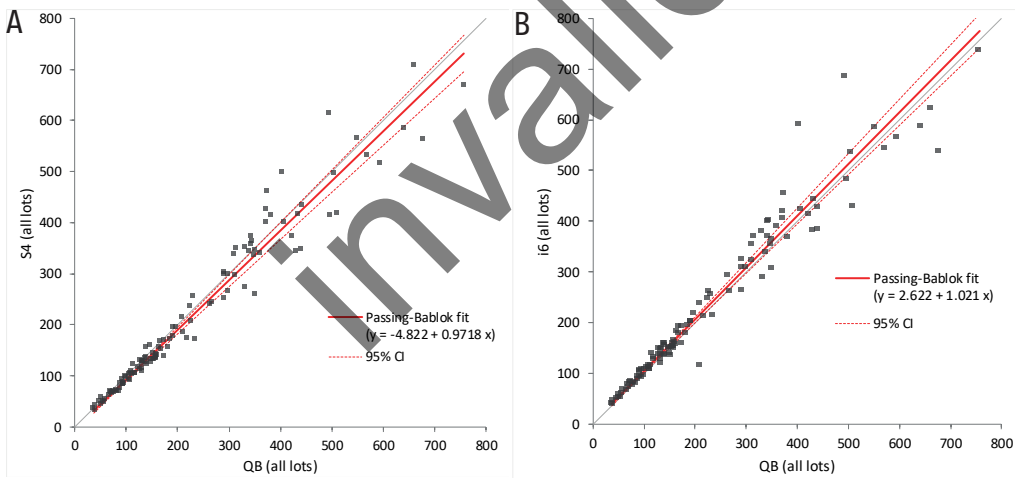 A
800
700
600
500
400
300
200
100
0
S4 (all lots)
0 100 200 300 400 500 600 700 800
QB (all lots)
Passing-Bablok fit
(y = -4.822 + 0.9718 x)
95% CI
B
800
700
600
500
400
300
200
100
0
i6 (all lots)
0 100 200 300 400 500 600 700 800
QB (all lots)
Passing-Bablok fit
(y = 2.622 + 1.021 x)
95% CI